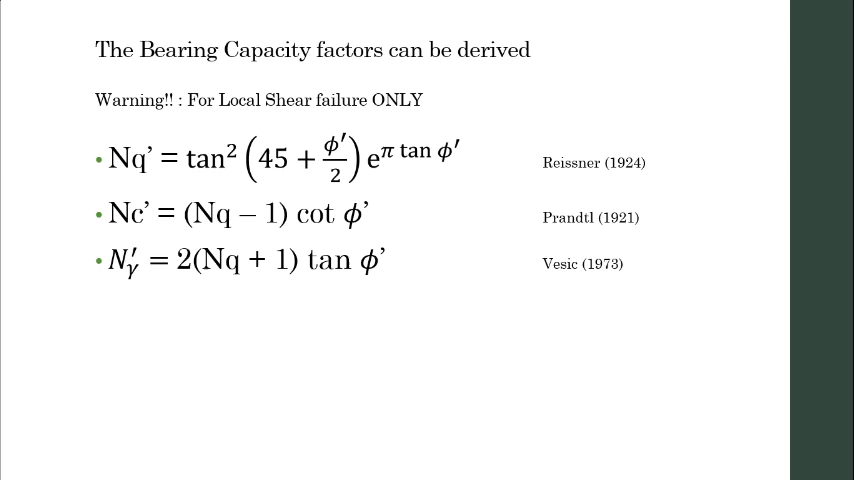 The Bearing Capacity factors can be derived
Warning!! : For Local Shear failure ONLY
• Nq’ = tan² (45 + ϕ′/2) e^{π tan ϕ′} Reissner (1924)
• Nc’ = (Nq – 1) cot ϕ’ Prandtl (1921)
• N′γ = 2(Nq + 1) tan ϕ’ Vesic (1973)